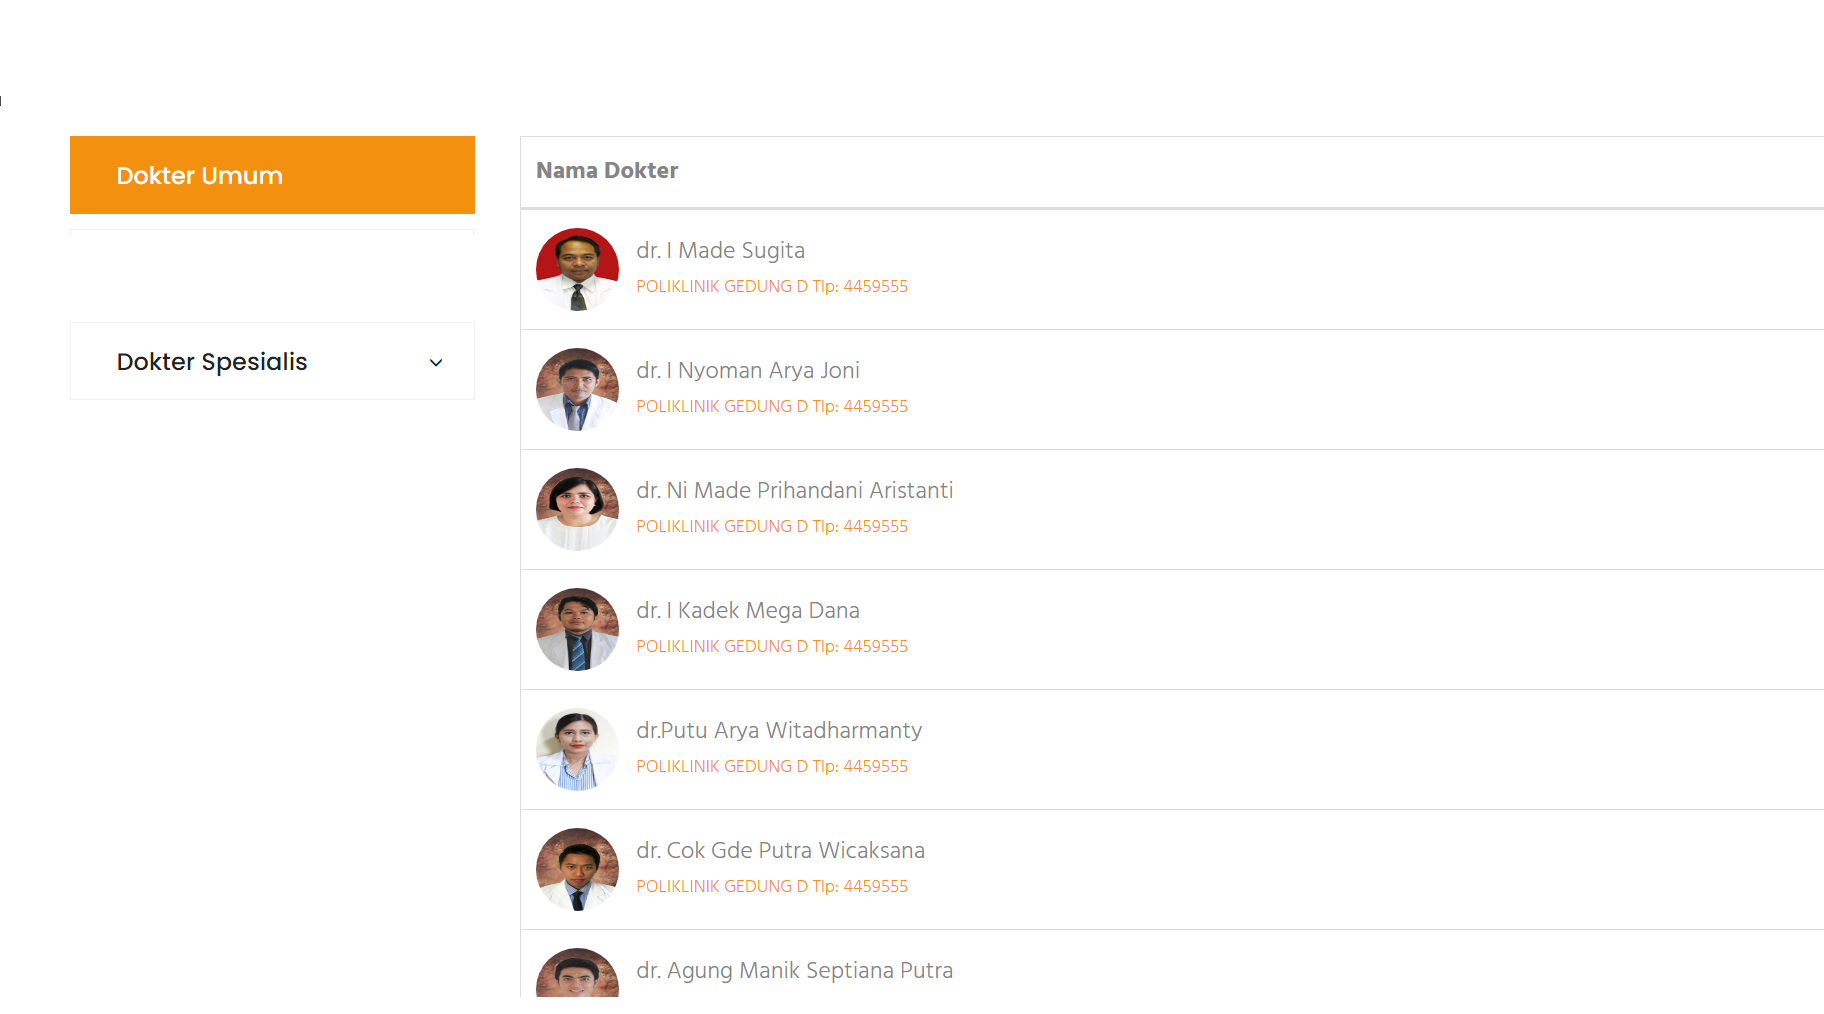 Dokter Umum
Dokter Spesialis
Nama Dokter
dr. I Made Sugita
POLIKLINIK GEDUNG D Tlp: 4459555
dr. I Nyoman Arya Joni
POLIKLINIK GEDUNG D Tlp: 4459555
dr. Ni Made Prihandani Aristanti
POLIKLINIK GEDUNG D Tlp: 4459555
dr. I Kadek Mega Dana
POLIKLINIK GEDUNG D Tlp: 4459555
dr.Putu Arya Witadharmanty
POLIKLINIK GEDUNG D Tlp: 4459555
dr. Cok Gde Putra Wicaksana
POLIKLINIK GEDUNG D Tlp: 4459555
dr. Agung Manik Septiana Putra